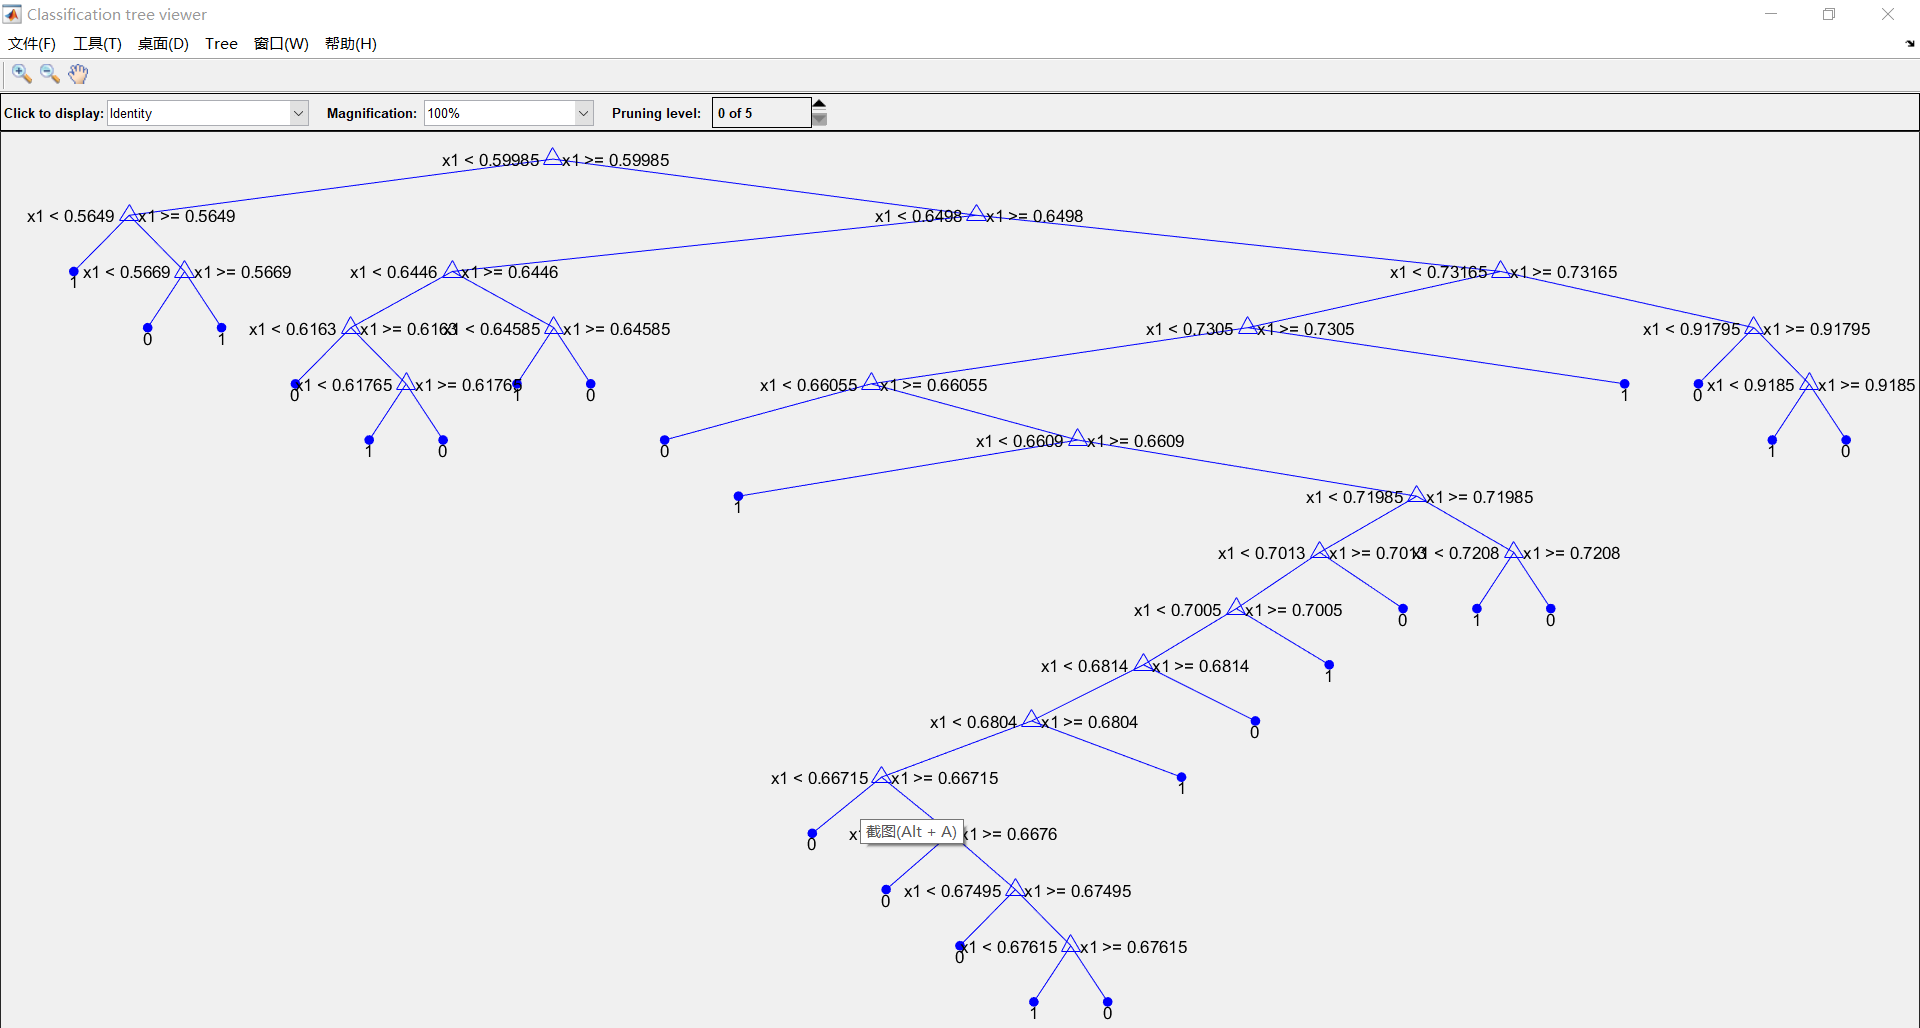 Classification tree viewer
文件(F) 工具(T) 桌面(D) Tree 窗口(W) 帮助(H)
Click to display: Identity Magnification: 100% Pruning level: 0 of 5
x1 < 0.59985 x1 >= 0.59985
x1 < 0.5649 x1 >= 0.5649 x1 < 0.6498 x1 >= 0.6498
1 x1 < 0.5669 x1 >= 0.5669 x1 < 0.6446 x1 >= 0.6446 x1 < 0.73165 x1 >= 0.73165
0 1 x1 < 0.6163 x1 >= 0.6163 x1 < 0.64585 x1 >= 0.64585 x1 < 0.7305 x1 >= 0.7305 x1 < 0.91795 x1 >= 0.91795
0 x1 < 0.61765 x1 >= 0.61765 1 0 x1 < 0.66055 x1 >= 0.66055 1 0 x1 < 0.9185 x1 >= 0.9185
1 0 0 x1 < 0.6609 x1 >= 0.6609 1 0
1 x1 < 0.71985 x1 >= 0.71985
x1 < 0.7013 x1 >= 0.7013 x1 < 0.7208 x1 >= 0.7208
x1 < 0.7005 x1 >= 0.7005 0 1 0
x1 < 0.6814 x1 >= 0.6814 1
x1 < 0.6804 x1 >= 0.6804 0
x1 < 0.66715 x1 >= 0.66715 1
0 截图(Alt + A) x1 >= 0.6676
0 x1 < 0.67495 x1 >= 0.67495
0 x1 < 0.67615 x1 >= 0.67615
1 0